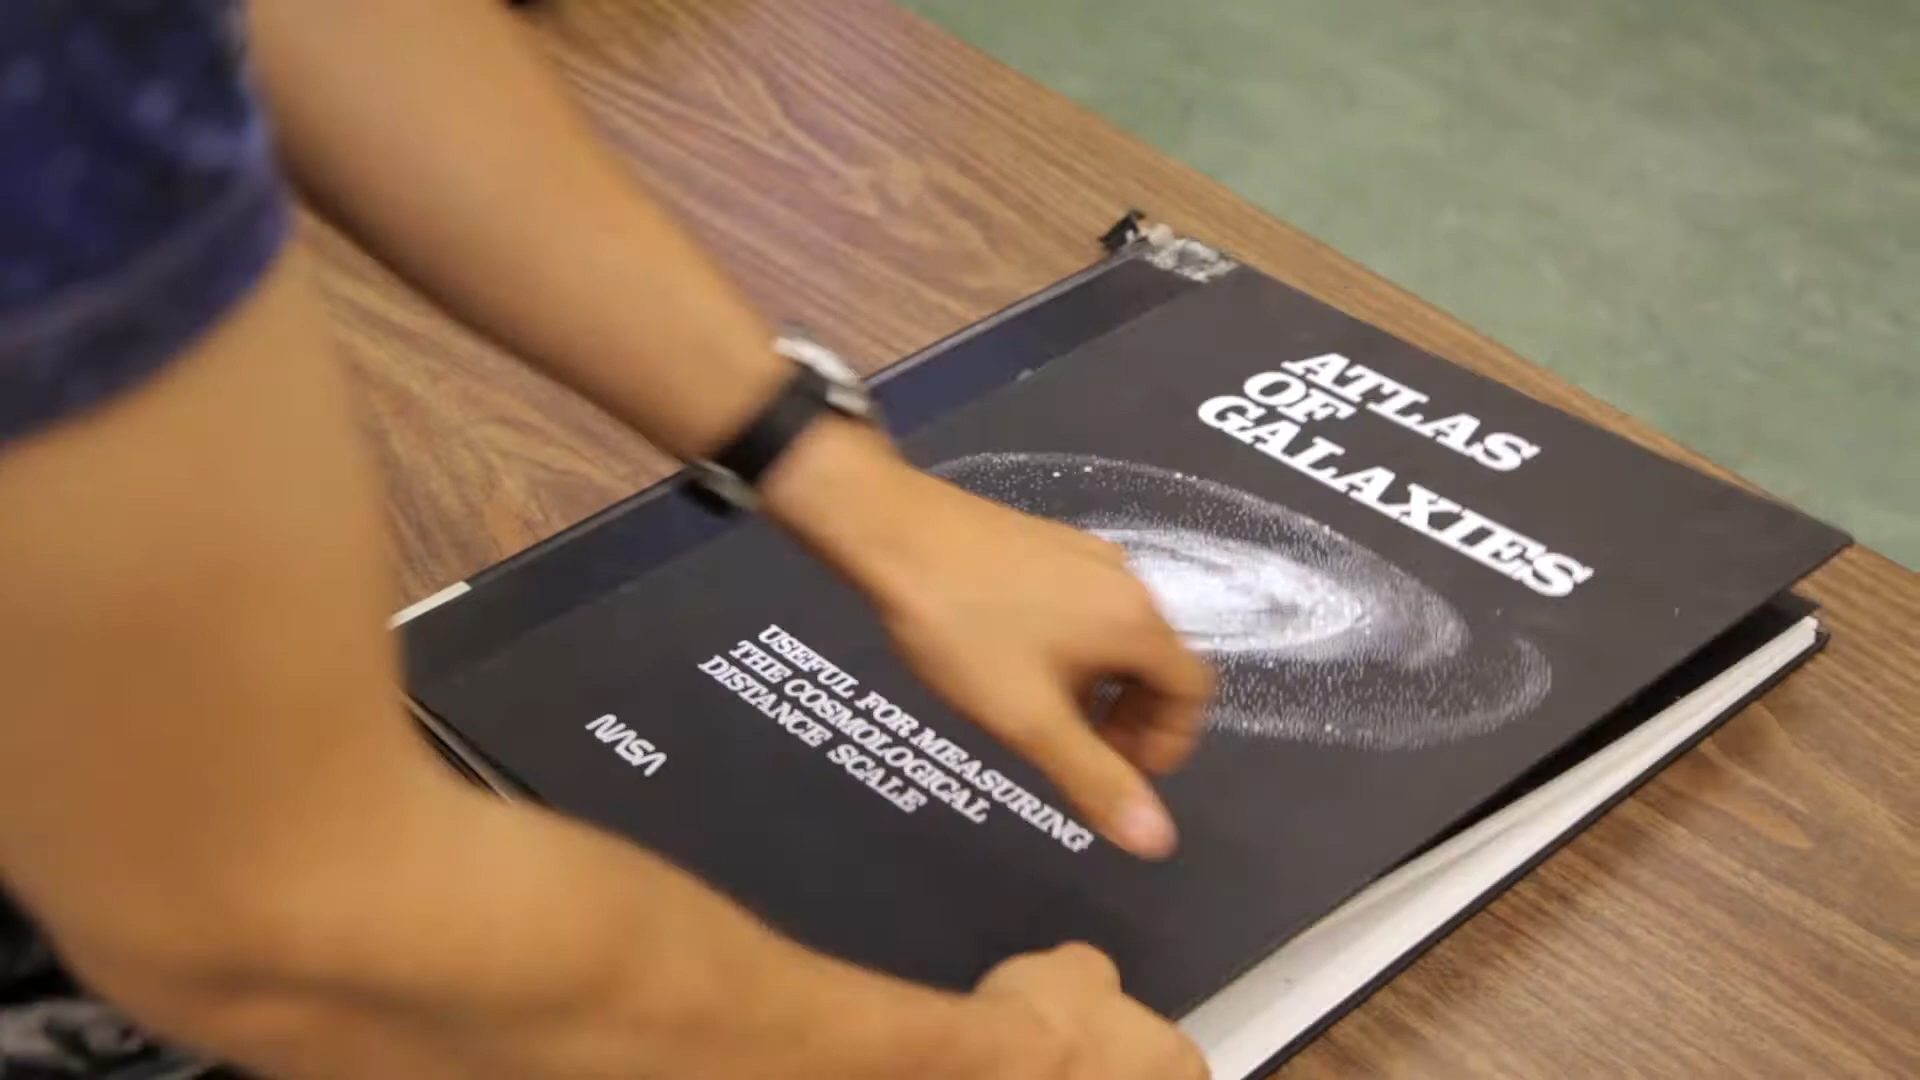 ATLAS
OF
GALAXIES
USEFUL FOR MEASURING
THE COSMOLOGICAL
DISTANCE SCALE
NASA